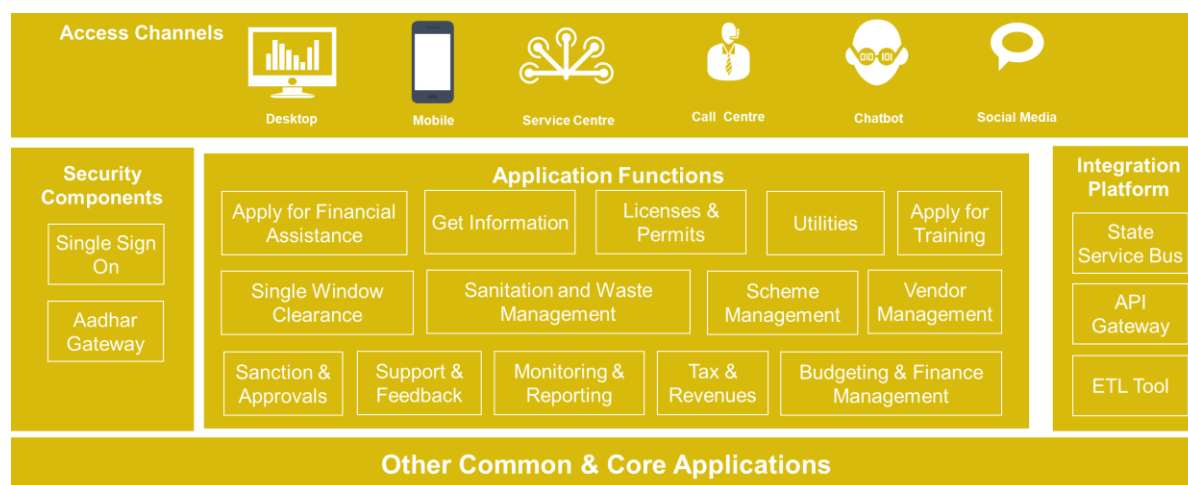 Access Channels
Desktop
Mobile
Service Centre
Call Centre
010 101
Chatbot
Social Media
Security
Components
Single Sign
On
Aadhar
Gateway
Application Functions
Apply for Financial
Assistance
Get Information
Licenses &
Permits
Utilities
Apply for
Training
Single Window
Clearance
Sanitation and Waste
Management
Scheme
Management
Vendor
Management
Sanction &
Approvals
Support &
Feedback
Monitoring &
Reporting
Tax &
Revenues
Budgeting & Finance
Management
Integration
Platform
State
Service Bus
API
Gateway
ETL Tool
Other Common & Core Applications